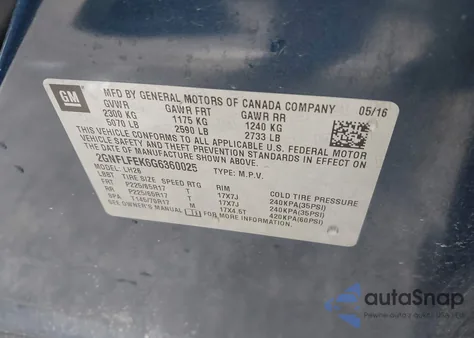 GM
MFD BY GENERAL MOTORS OF CANADA COMPANY 05/16
GVWR GAWR FRT GAWR RR
2300 KG 1175 KG 1240 KG
5070 LB 2590 LB 2733 LB
THIS VEHICLE CONFORMS TO ALL APPLICABLE U.S. FEDERAL MOTOR
VEHICLE SAFETY, BUMPER, AND THEFT PREVENTION STANDARDS IN
EFFECT ON THE DATE OF MANUFACTURE SHOWN ABOVE.
2GNFLFEK6G6360025 TYPE: M.P.V.
LH26
TIRE SIZE SPEED RTG RIM COLD TIRE PRESSURE
FRT P225/65R17 T 17X7J 240KPA(35PSI)
RR P225/65R17 T 17X7J 240KPA(35PSI)
SPA T145/70R17 M 17X4.5T 420KPA(60PSI)
SEE OWNER'S MANUAL
autoSnap